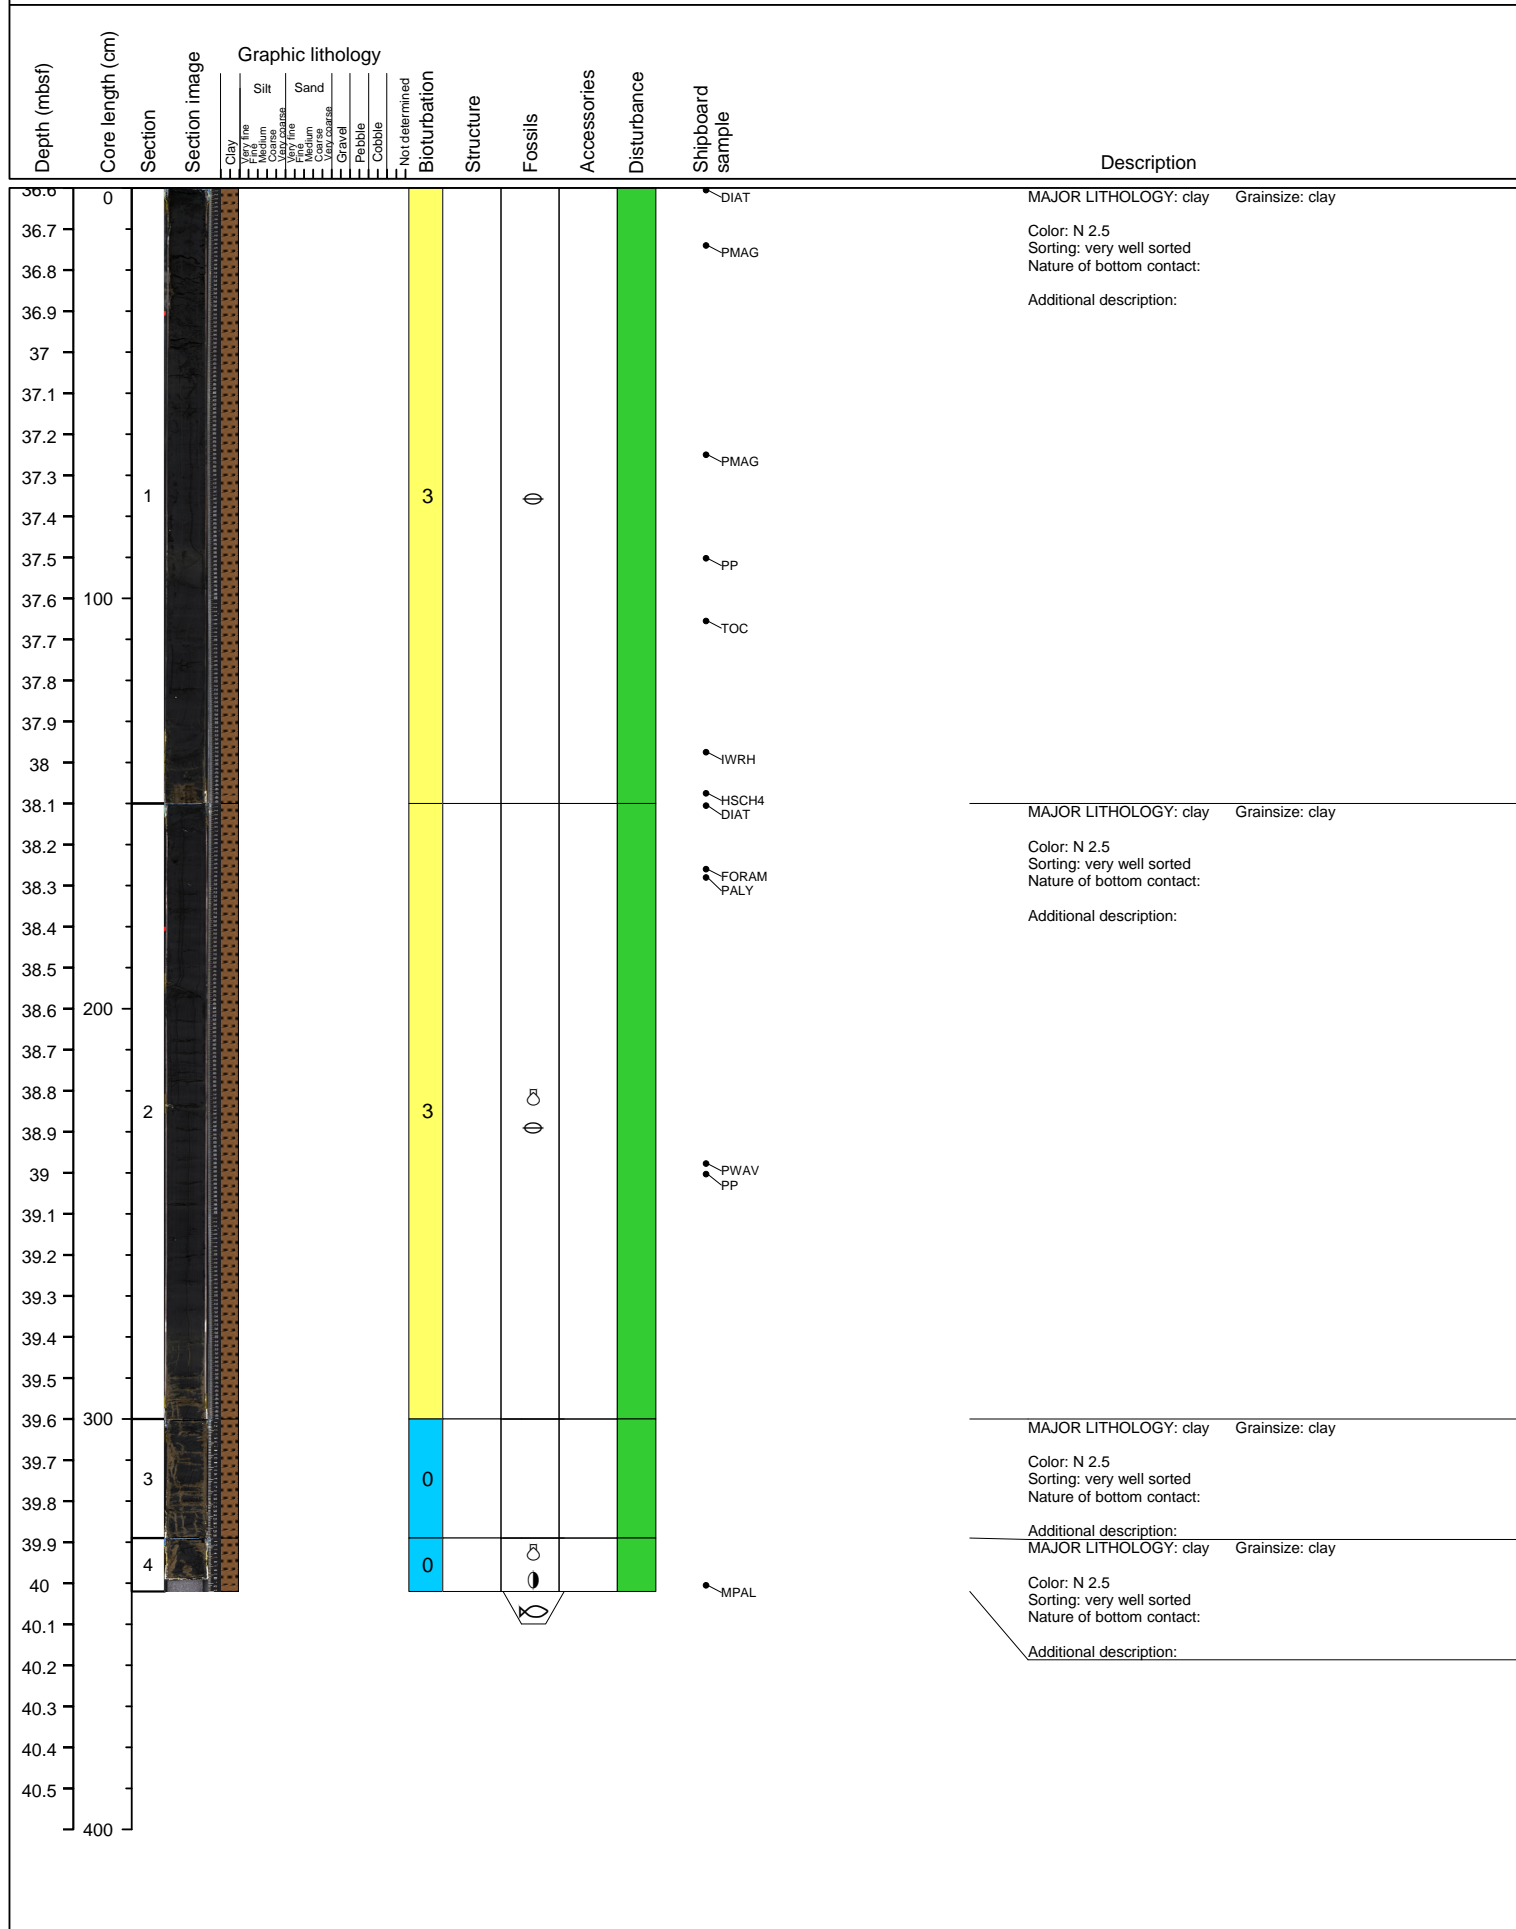 Depth (mbsf)
Core length (cm)
Section
Section image
Graphic lithology
Clay
Silt
Very fine
Fine
Medium
Coarse
Very coarse
Sand
Very fine
Fine
Medium
Coarse
Very coarse
Gravel
Pebble
Cobble
Not determined
Bioturbation
Structure
Fossils
Accessories
Disturbance
Shipboard
sample
Description
36.6
36.7
36.8
36.9
37
37.1
37.2
37.3
37.4
37.5
37.6
37.7
37.8
37.9
38
38.1
38.2
38.3
38.4
38.5
38.6
38.7
38.8
38.9
39
39.1
39.2
39.3
39.4
39.5
39.6
39.7
39.8
39.9
40
40.1
40.2
40.3
40.4
40.5
0
100
200
300
400
1
2
3
4
3
3
0
0
DIAT
PMAG
PMAG
PP
TOC
IWRH
HSCH4
DIAT
FORAM
PALY
PWAV
PP
MPAL
MAJOR LITHOLOGY: clay Grainsize: clay
Color: N 2.5
Sorting: very well sorted
Nature of bottom contact:
Additional description:
MAJOR LITHOLOGY: clay Grainsize: clay
Color: N 2.5
Sorting: very well sorted
Nature of bottom contact:
Additional description:
MAJOR LITHOLOGY: clay Grainsize: clay
Color: N 2.5
Sorting: very well sorted
Nature of bottom contact:
Additional description:
MAJOR LITHOLOGY: clay Grainsize: clay
Color: N 2.5
Sorting: very well sorted
Nature of bottom contact:
Additional description: